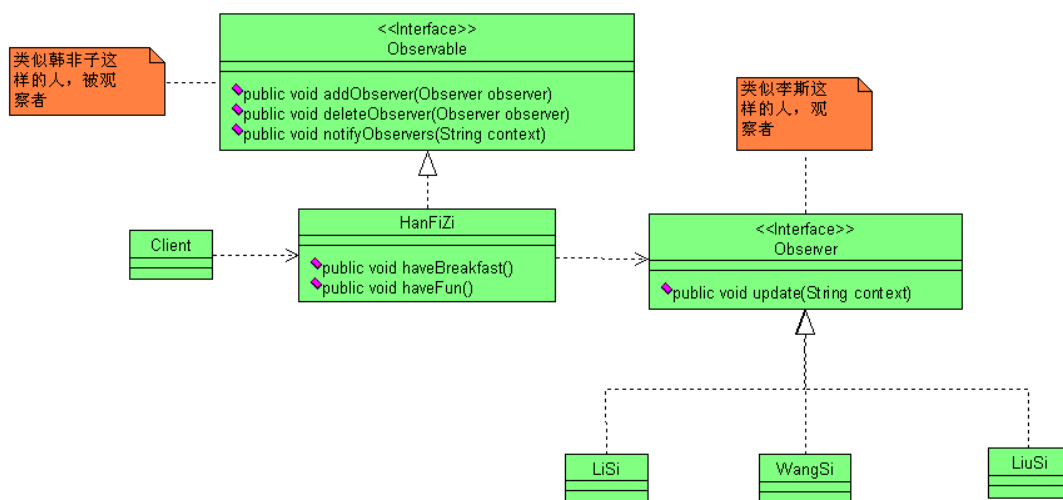 <<Interface>>
Observable
类似韩非子这
样的人，被观
察者
public void addObserver(Observer observer)
public void deleteObserver(Observer observer)
public void notifyObservers(String context)
类似李斯这
样的人，观
察者
HanFiZi
public void haveBreakfast()
public void haveFun()
Client
<<Interface>>
Observer
public void update(String context)
LiSi
WangSi
LiuSi